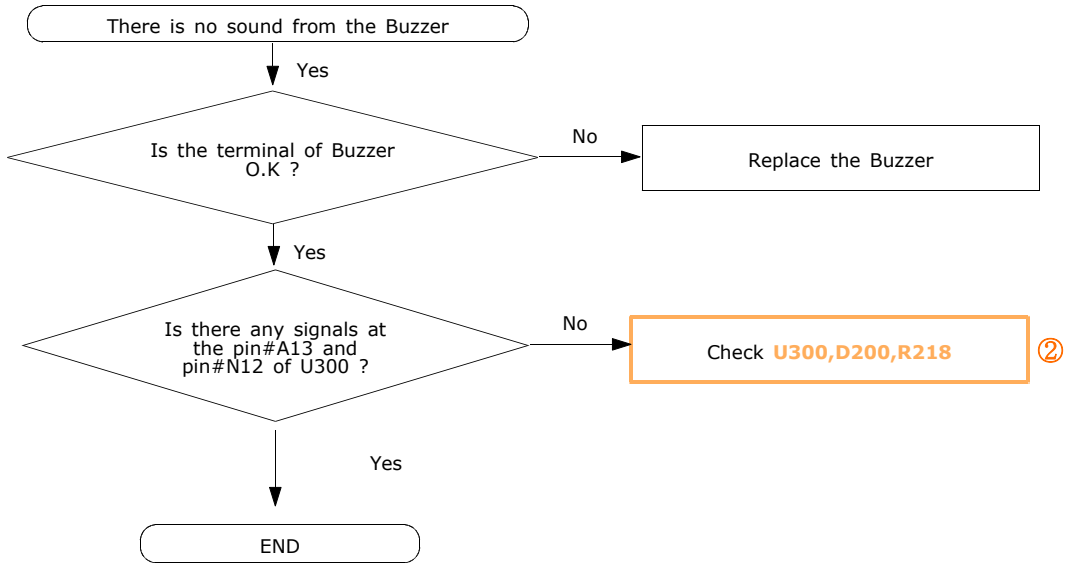 There is no sound from the Buzzer
Yes
Is the terminal of Buzzer
O.K ?
No
Replace the Buzzer
Yes
Is there any signals at
the pin#A13 and
pin#N12 of U300 ?
No
Check U300,D200,R218
②
Yes
END